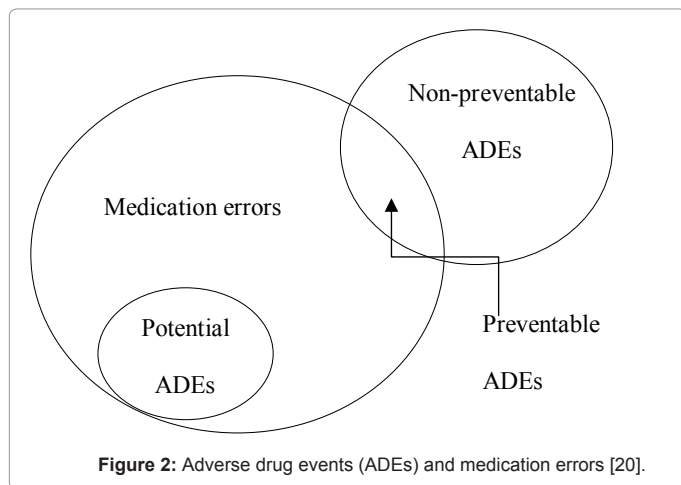 Non-preventable
ADEs
Medication errors
Potential
ADEs
Preventable
ADEs
Figure 2: Adverse drug events (ADEs) and medication errors [20].